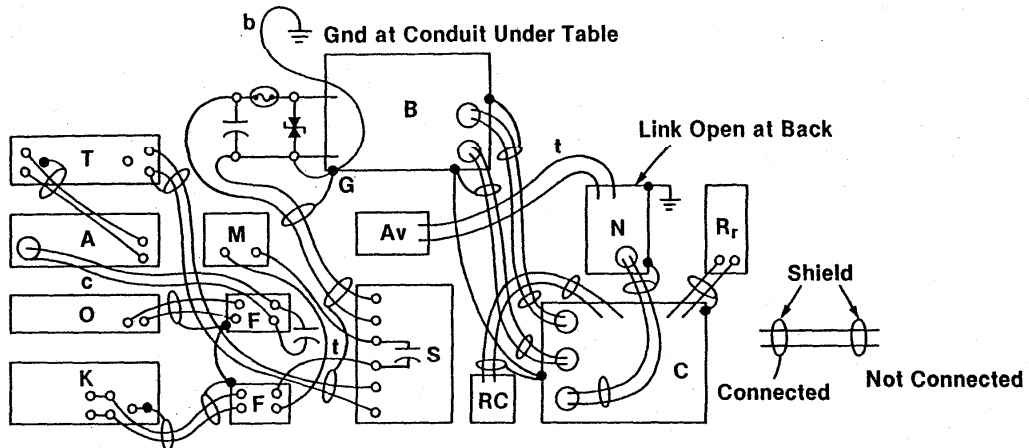 b
Gnd at Conduit Under Table
B
Link Open at Back
T
t
G
A
M
Av
N
Rr
c
Shield
O
F
t
S
K
F
RC
C
Connected
Not Connected